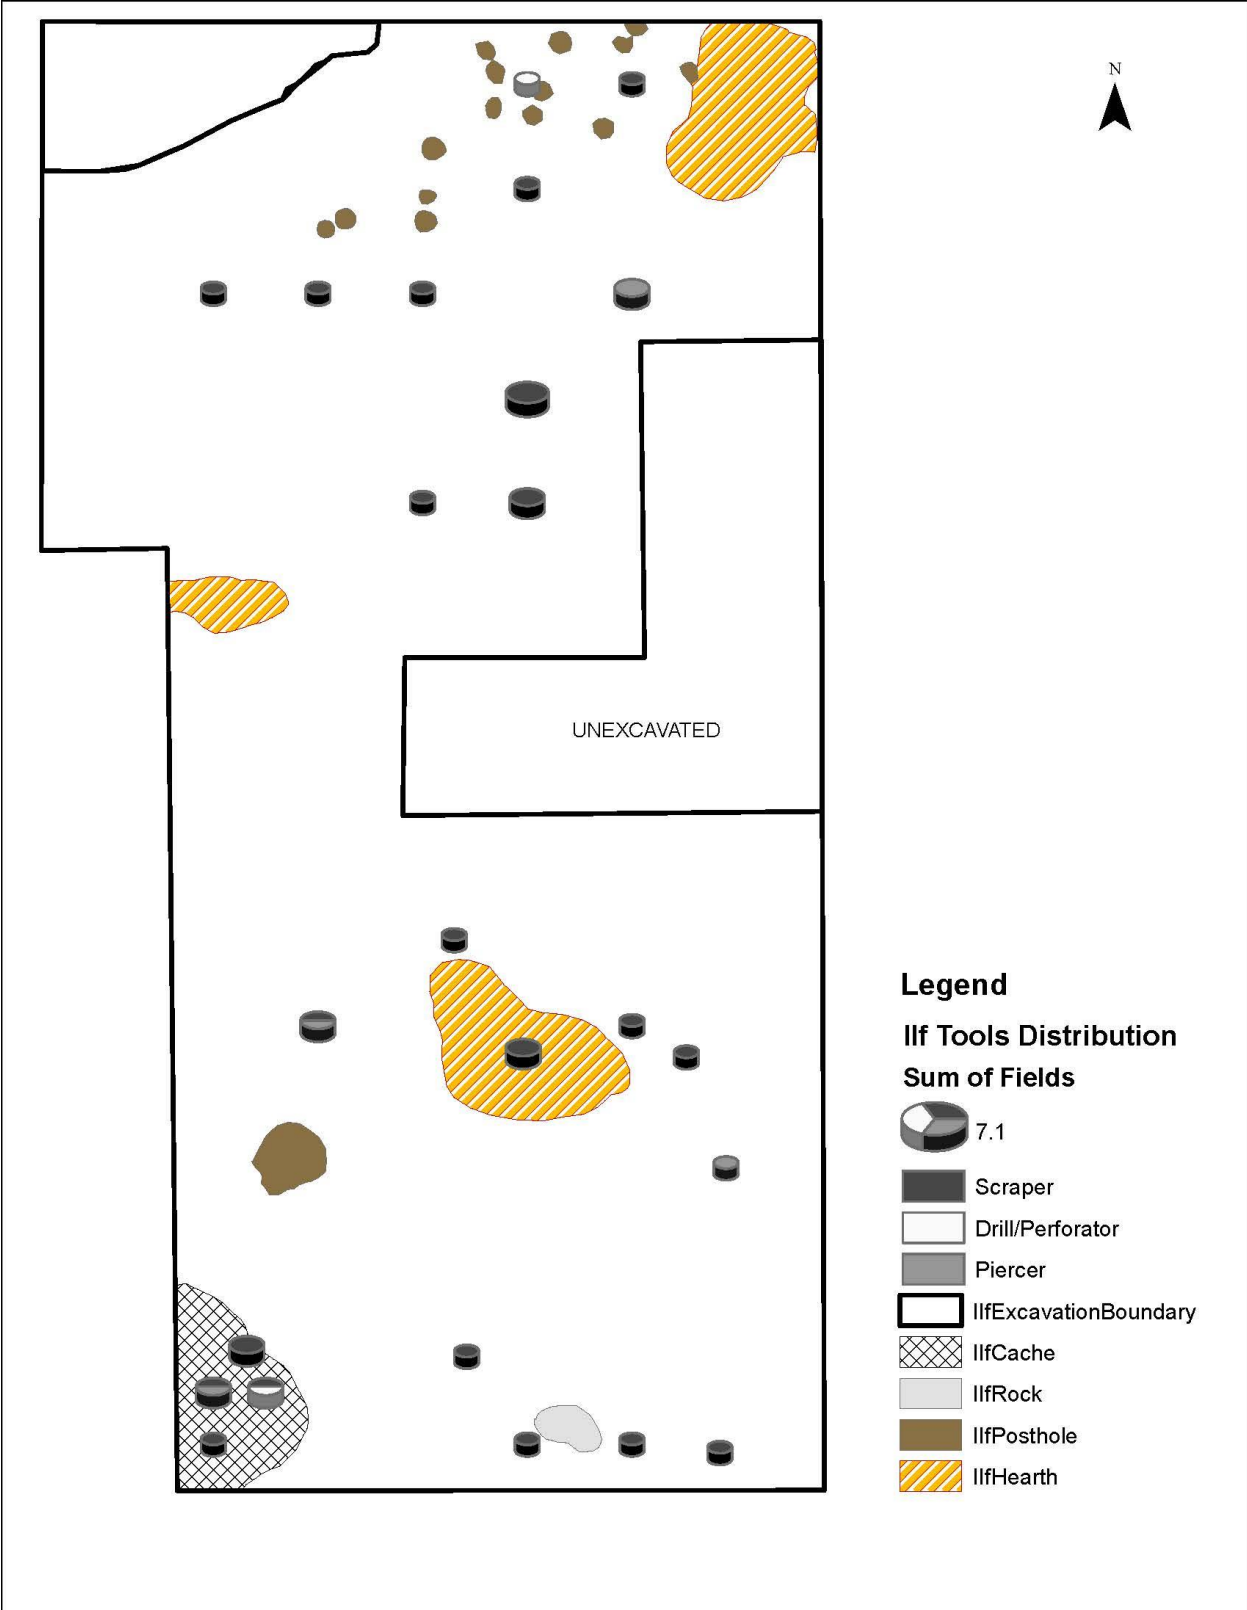 N
UNEXCAVATED
Legend
IIf Tools Distribution
Sum of Fields
7.1
Scraper
Drill/Perforator
Piercer
IIfExcavationBoundary
IIfCache
IIfRock
IIfPosthole
IIfHearth